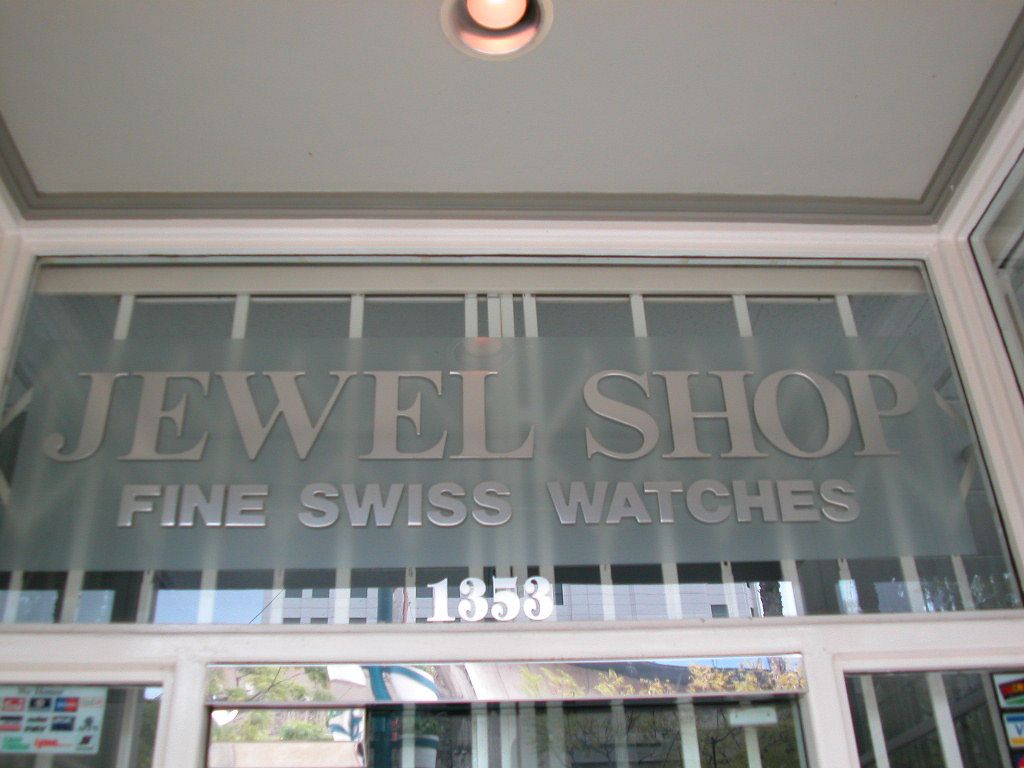 JEWEL SHOP
FINE SWISS WATCHES
1353